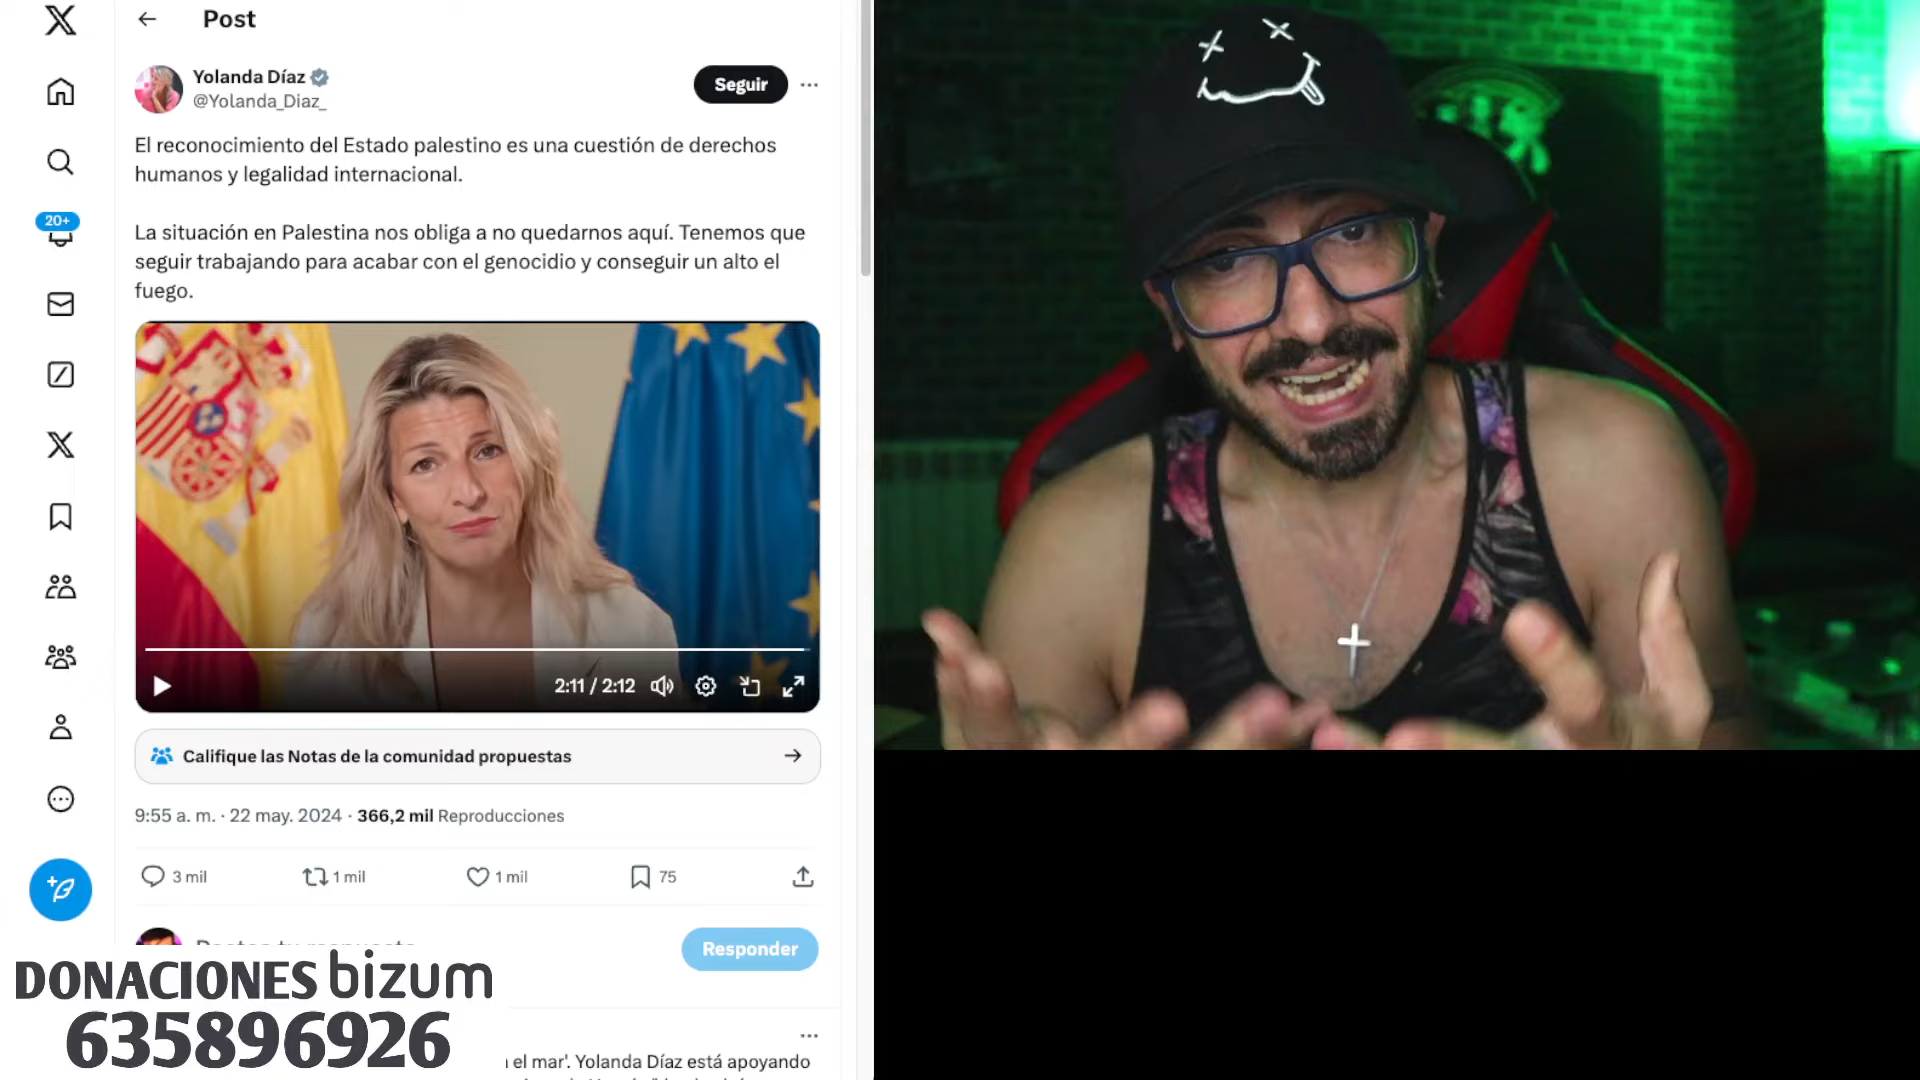 Post
Yolanda Díaz
@Yolanda_Diaz_
Seguir
El reconocimiento del Estado palestino es una cuestión de derechos
humanos y legalidad internacional.
La situación en Palestina nos obliga a no quedarnos aquí. Tenemos que
seguir trabajando para acabar con el genocidio y conseguir un alto el
fuego.
20+
2:11 / 2:12
Califique las Notas de la comunidad propuestas
9:55 a. m. · 22 may. 2024 · 366,2 mil Reproducciones
3 mil
1 mil
1 mil
75
Responder
DONACIONES bizum
635896926
el mar'. Yolanda Díaz está apoyando